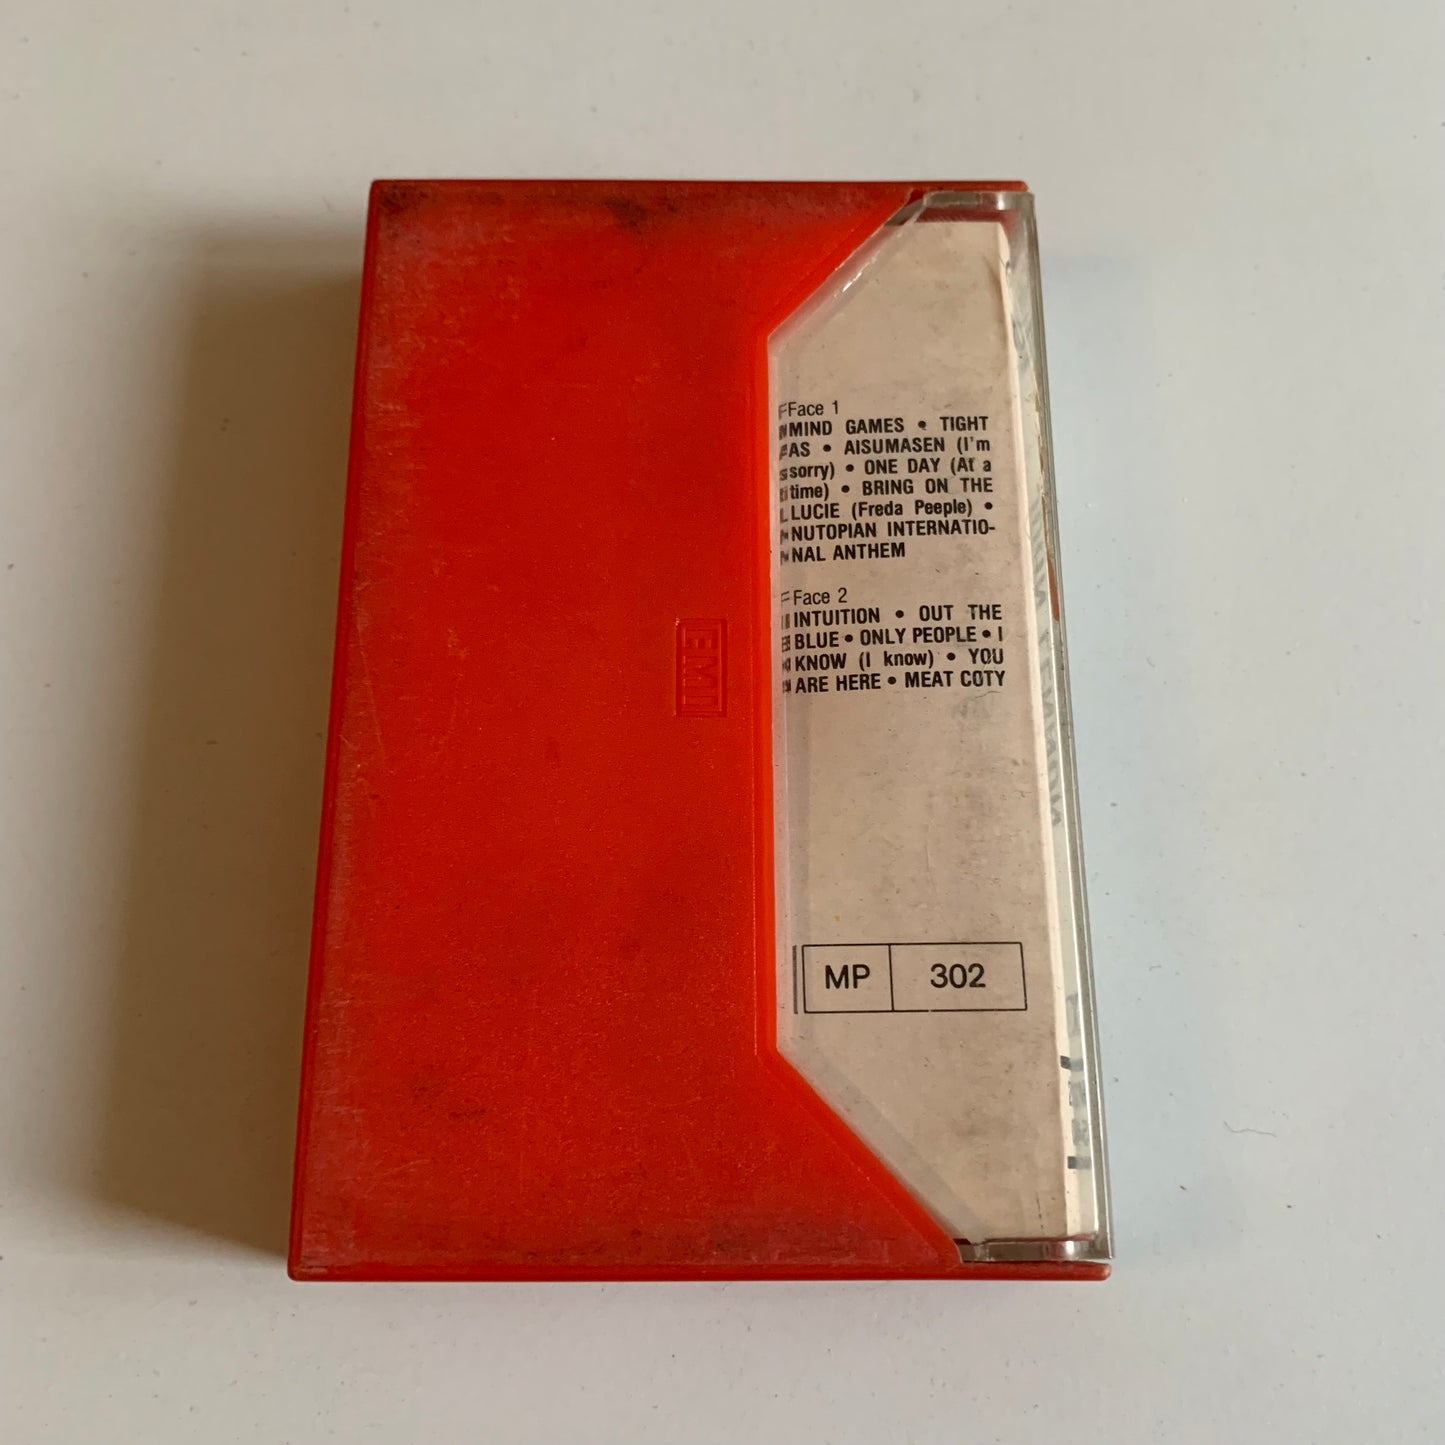 Face 1
MIND GAMES • TIGHT
AS • AISUMASEN (I'm
sorry) • ONE DAY (At a
time) • BRING ON THE
LUCIE (Freda Peeple) •
NUTOPIAN INTERNATIO-
NAL ANTHEM
Face 2
INTUITION • OUT THE
BLUE • ONLY PEOPLE • I
KNOW (I know) • YOU
ARE HERE • MEAT COTY
EMI
MP 302